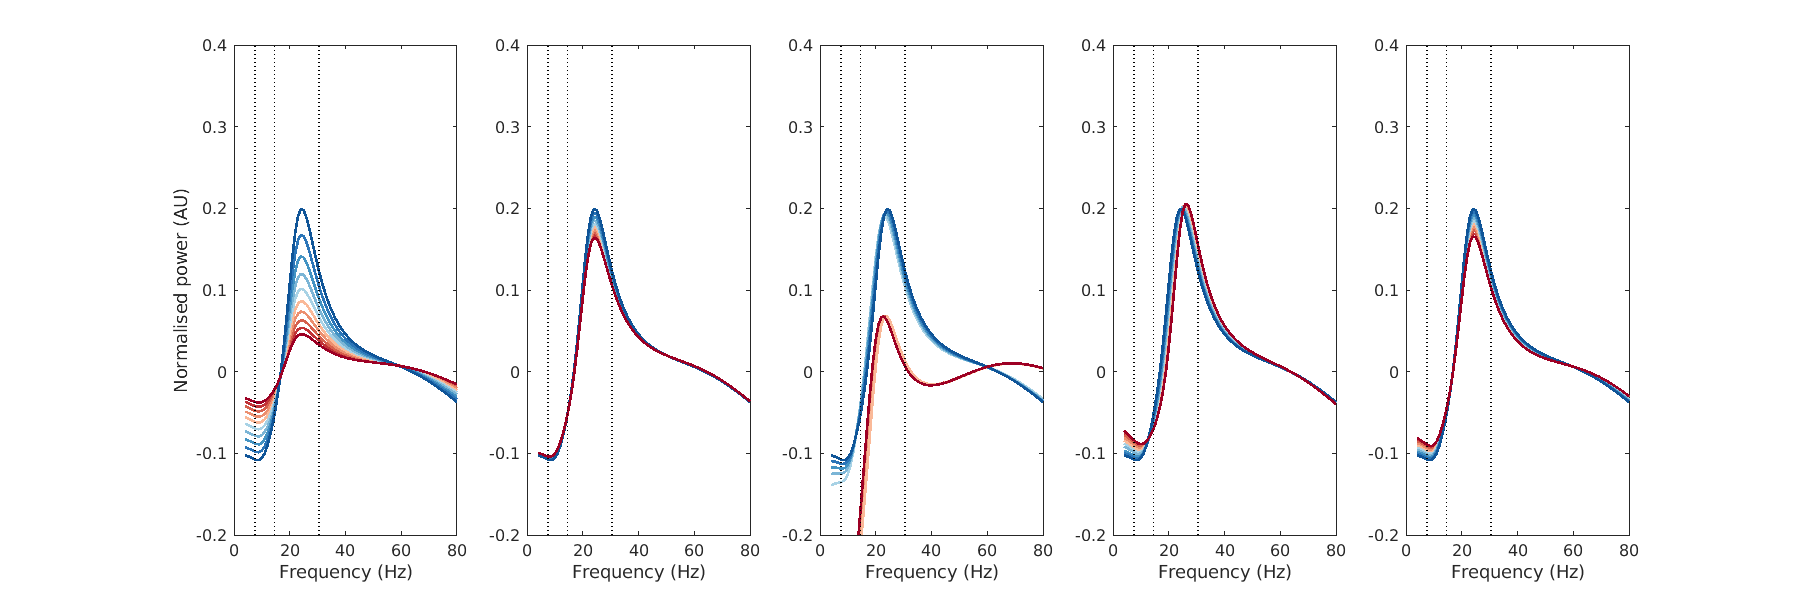 0.4 0.4 0.4 0.4 0.4
0.3 0.3 0.3 0.3 0.3
0.2 0.2 0.2 0.2 0.2
0.1 0.1 0.1 0.1 0.1
0 0 0 0 0
-0.1 -0.1 -0.1 -0.1 -0.1
-0.2 -0.2 -0.2 -0.2 -0.2
Normalised power (AU)
0 20 40 60 80 0 20 40 60 80 0 20 40 60 80 0 20 40 60 80 0 20 40 60 80
Frequency (Hz) Frequency (Hz) Frequency (Hz) Frequency (Hz) Frequency (Hz)